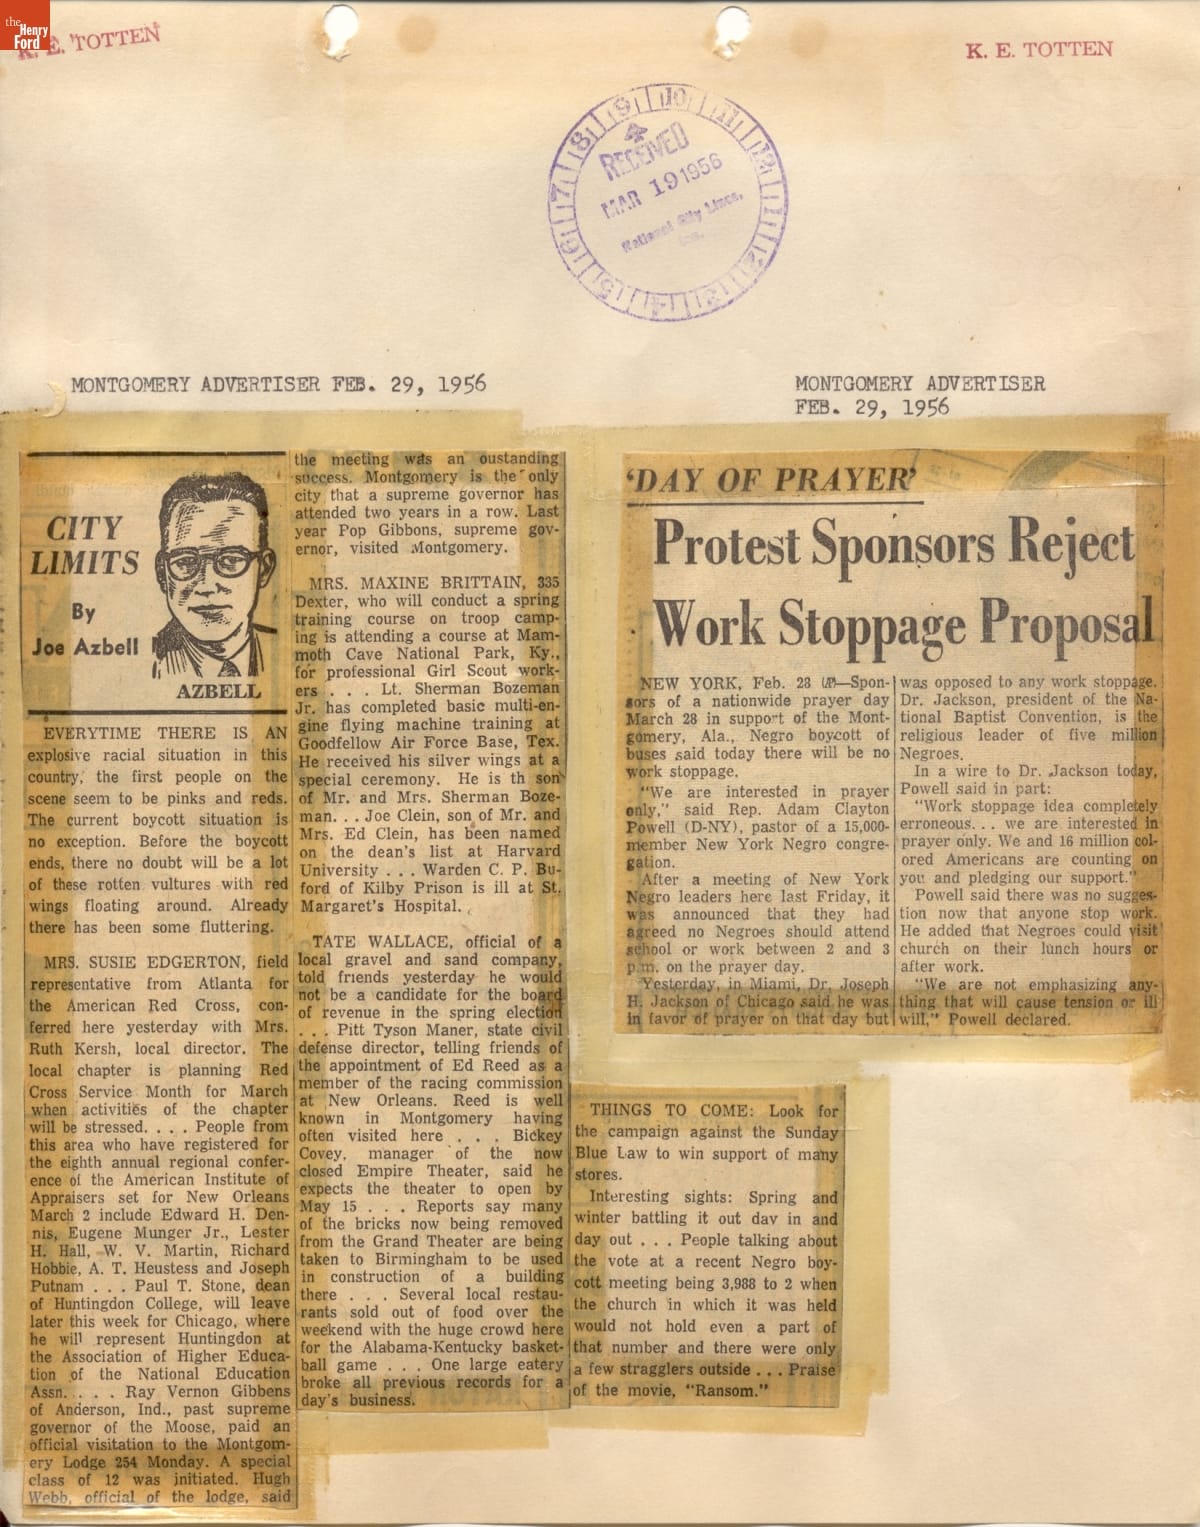 the
Henry
Ford
K. E. TOTTEN
K. E. TOTTEN
9 10 11 12 1 2 3 4 5 6 7 8
RECEIVED
MAR 19 1956
National City Lines,
Inc.
MONTGOMERY ADVERTISER FEB. 29, 1956
MONTGOMERY ADVERTISER
FEB. 29, 1956
CITY
LIMITS
By
Joe Azbell
AZBELL
EVERYTIME THERE IS AN
explosive racial situation in this
country, the first people on the
scene seem to be pinks and reds.
The current boycott situation is
no exception. Before the boycott
ends, there no doubt will be a lot
of these rotten vultures with red
wings floating around. Already
there has been some fluttering.
MRS. SUSIE EDGERTON, field
representative from Atlanta for
the American Red Cross, con-
ferred here yesterday with Mrs.
Ruth Kersh, local director. The
local chapter is planning Red
Cross Service Month for March
when activities of the chapter
will be stressed. . . . People from
this area who have registered for
the eighth annual regional confer-
ence of the American Institute of
Appraisers set for New Orleans
March 2 include Edward H. Den-
nis, Eugene Munger Jr., Lester
H. Hall, W. V. Martin, Richard
Hobbie, A. T. Heustess and Joseph
Putnam . . . Paul T. Stone, dean
of Huntingdon College, will leave
later this week for Chicago, where
he will represent Huntingdon at
the Association of Higher Educa-
tion of the National Education
Assn. . . . Ray Vernon Gibbens
of Anderson, Ind., past supreme
governor of the Moose, paid an
official visitation to the Montgom-
ery Lodge 254 Monday. A special
class of 12 was initiated. Hugh
Webb, official of the lodge, said
the meeting was an oustanding
success. Montgomery is the only
city that a supreme governor has
attended two years in a row. Last
year Pop Gibbons, supreme gov-
ernor, visited Montgomery.
MRS. MAXINE BRITTAIN, 335
Dexter, who will conduct a spring
training course on troop camp-
ing is attending a course at Mam-
moth Cave National Park, Ky.,
for professional Girl Scout work-
ers . . . Lt. Sherman Bozeman
Jr. has completed basic multi-en-
gine flying machine training at
Goodfellow Air Force Base, Tex.
He received his silver wings at a
special ceremony. He is th son
of Mr. and Mrs. Sherman Boze-
man. . . Joe Clein, son of Mr. and
Mrs. Ed Clein, has been named
on the dean's list at Harvard
University . . . Warden C. P. Bu-
ford of Kilby Prison is ill at St.
Margaret's Hospital.
TATE WALLACE, official of a
local gravel and sand company,
told friends yesterday he would
not be a candidate for the board
of revenue in the spring election
. . . Pitt Tyson Maner, state civil
defense director, telling friends of
the appointment of Ed Reed as a
member of the racing commission
at New Orleans. Reed is well
known in Montgomery having
often visited here . . . Bickey
Covey, manager of the now
closed Empire Theater, said he
expects the theater to open by
May 15 . . . Reports say many
of the bricks now being removed
from the Grand Theater are being
taken to Birmingham to be used
in construction of a building
there . . . Several local restau-
rants sold out of food over the
weekend with the huge crowd here
for the Alabama-Kentucky basket-
ball game . . . One large eatery
broke all previous records for a
day's business.
THINGS TO COME: Look for
the campaign against the Sunday
Blue Law to win support of many
stores.
Interesting sights: Spring and
winter battling it out day in and
day out . . . People talking about
the vote at a recent Negro boy-
cott meeting being 3,988 to 2 when
the church in which it was held
would not hold even a part of
that number and there were only
a few stragglers outside . . . Praise
of the movie, "Ransom."
'DAY OF PRAYER'
Protest Sponsors Reject
Work Stoppage Proposal
NEW YORK, Feb. 28 (AP)—Spon-
sors of a nationwide prayer day
March 28 in support of the Mont-
gomery, Ala., Negro boycott of
buses said today there will be no
work stoppage.
"We are interested in prayer
only," said Rep. Adam Clayton
Powell (D-NY), pastor of a 15,000-
member New York Negro congre-
gation.
After a meeting of New York
Negro leaders here last Friday, it
was announced that they had
agreed no Negroes should attend
school or work between 2 and 3
p.m. on the prayer day.
Yesterday, in Miami, Dr. Joseph
H. Jackson of Chicago said he was
in favor of prayer on that day but
was opposed to any work stoppage.
Dr. Jackson, president of the Na-
tional Baptist Convention, is the
religious leader of five million
Negroes.
In a wire to Dr. Jackson today,
Powell said in part:
"Work stoppage idea completely
erroneous. . . we are interested in
prayer only. We and 16 million col-
ored Americans are counting on
you and pledging our support."
Powell said there was no sugges-
tion now that anyone stop work.
He added that Negroes could visit
church on their lunch hours or
after work.
"We are not emphasizing any-
thing that will cause tension or ill
will," Powell declared.